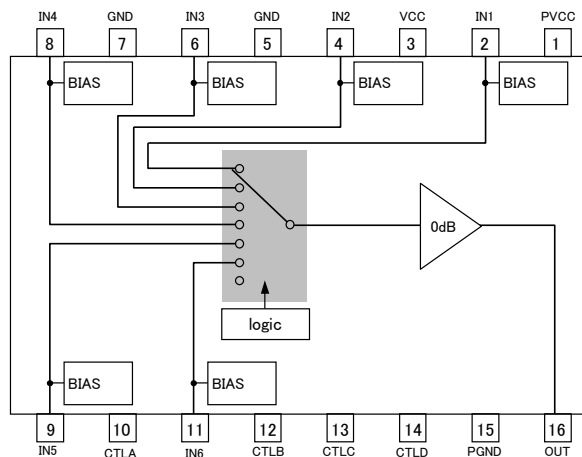 IN4 GND IN3 GND IN2 VCC IN1 PVCC
8 7 6 5 4 3 2 1
BIAS BIAS BIAS BIAS
0dB
logic
BIAS BIAS
9 10 11 12 13 14 15 16
IN5 CTLA IN6 CTLB CTLC CTLD PGND OUT